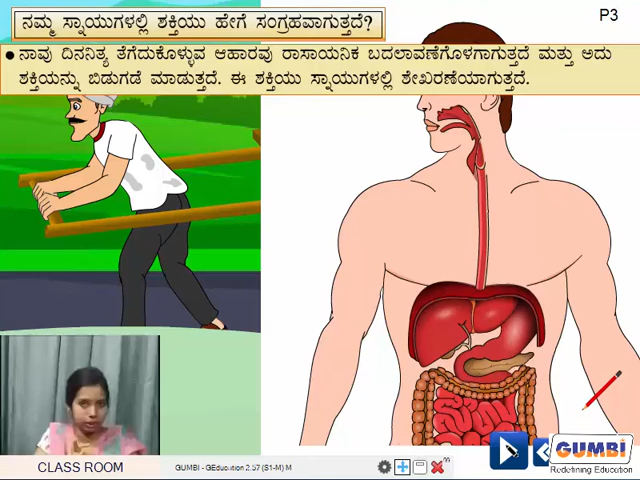 ನಮ್ಮ ಸ್ನಾಯುಗಳಲ್ಲಿ ಶಕ್ತಿಯು ಹೇಗೆ ಸಂಗ್ರಹವಾಗುತ್ತದೆ?
P3
• ನಾವು ದಿನನಿತ್ಯ ತೆಗೆದುಕೊಳ್ಳುವ ಆಹಾರವು ರಾಸಾಯನಿಕ ಬದಲಾವಣೆಗೊಳಗಾಗುತ್ತದೆ ಮತ್ತು ಅದು
ಶಕ್ತಿಯನ್ನು ಬಿಡುಗಡೆ ಮಾಡುತ್ತದೆ. ಈ ಶಕ್ತಿಯು ಸ್ನಾಯುಗಳಲ್ಲಿ ಶೇಖರಣೆಯಾಗುತ್ತದೆ.
CLASS ROOM
GUMBI - GEducation 2.57 (S1-M) M
GUMBi
Redefining Education